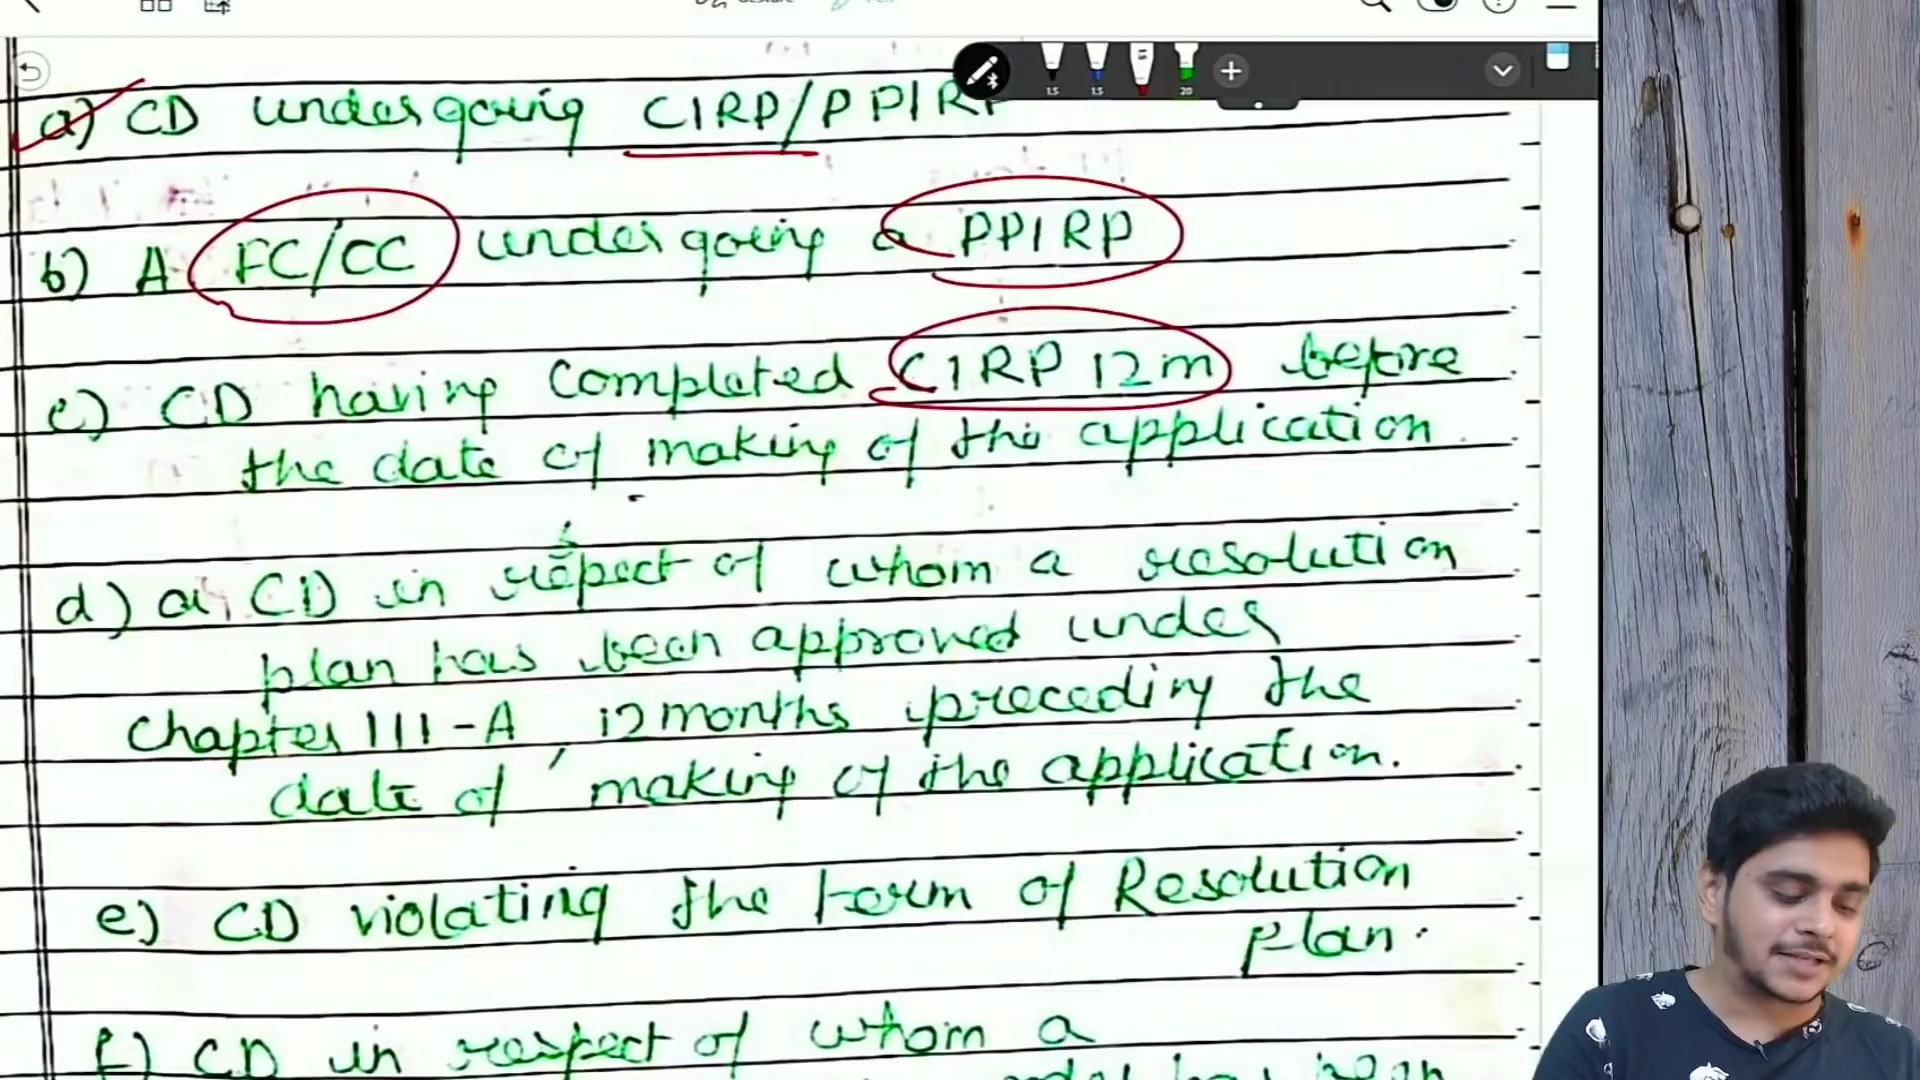 a) CD undergoing CIRP/PPIRP
b) A FC/CC undergoing a PPIRP
c) CD having completed CIRP 12m before
the date of making of the application.
d) a CD in respect of whom a resolution
plan has been approved under
Chapter III-A, 12 months preceding the
date of making of the application.
e) CD violating the term of Resolution
plan.
f) CD in respect of whom a
has been